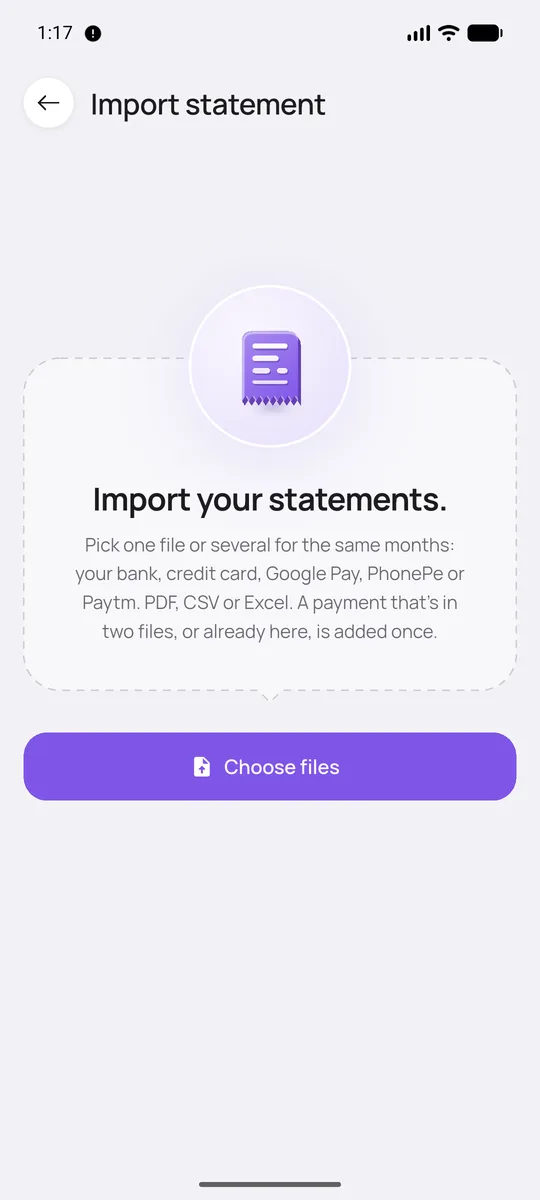 1:17
Import statement
Import your statements.
Pick one file or several for the same months:
your bank, credit card, Google Pay, PhonePe or
Paytm. PDF, CSV or Excel. A payment that's in
two files, or already here, is added once.
Choose files